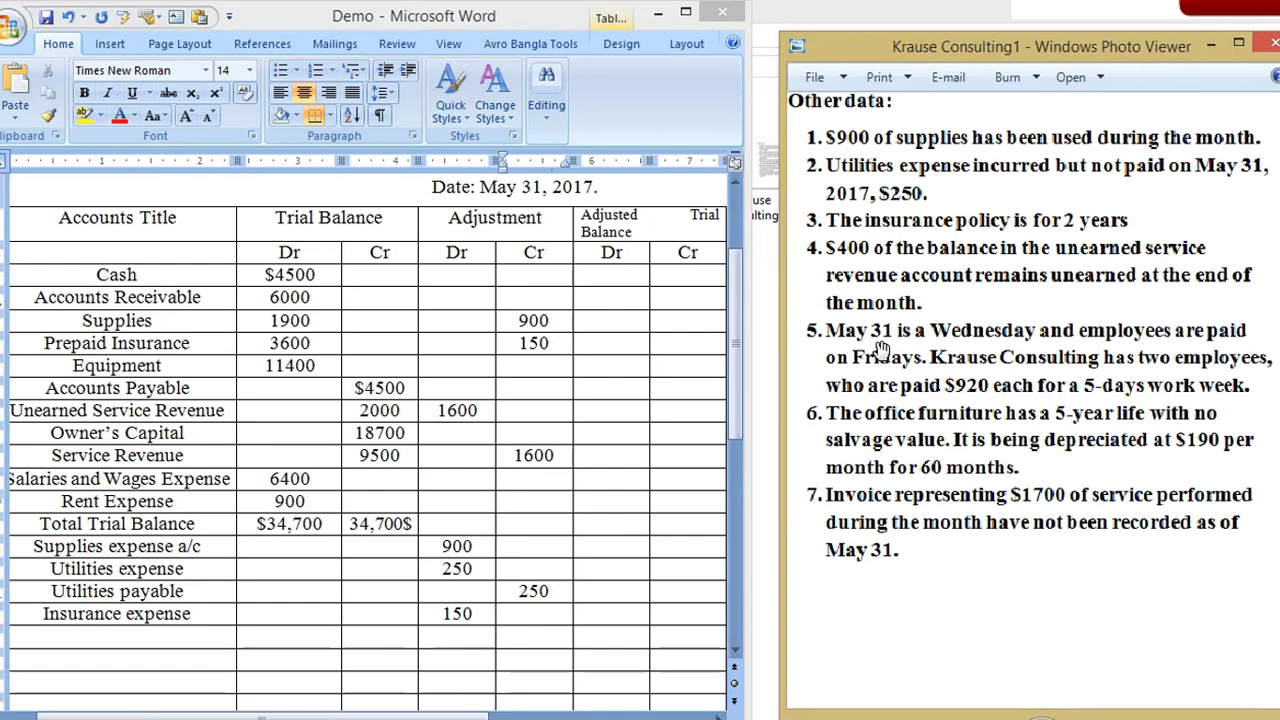 Demo - Microsoft Word
Tabl...
Home Insert Page Layout References Mailings Review View Avro Bangla Tools Design Layout
Paste
Times New Roman 14
Quick Styles
Change Styles
Editing
lipboard Font Paragraph Styles
1 2 3 4 6 7
Date: May 31, 2017.
Accounts Title Trial Balance Adjustment Adjusted Trial
Balance
Dr Cr Dr Cr Dr Cr
Cash $4500
Accounts Receivable 6000
Supplies 1900 900
Prepaid Insurance 3600 150
Equipment 11400
Accounts Payable $4500
Unearned Service Revenue 2000 1600
Owner's Capital 18700
Service Revenue 9500 1600
Salaries and Wages Expense 6400
Rent Expense 900
Total Trial Balance $34,700 34,700$
Supplies expense a/c 900
Utilities expense 250
Utilities payable 250
Insurance expense 150
use
sulting
Krause Consulting1 - Windows Photo Viewer
File Print E-mail Burn Open
Other data:
1. $900 of supplies has been used during the month.
2. Utilities expense incurred but not paid on May 31,
2017, $250.
3. The insurance policy is for 2 years
4. $400 of the balance in the unearned service
revenue account remains unearned at the end of
the month.
5. May 31 is a Wednesday and employees are paid
on Fridays. Krause Consulting has two employees,
who are paid $920 each for a 5-days work week.
6. The office furniture has a 5-year life with no
salvage value. It is being depreciated at $190 per
month for 60 months.
7. Invoice representing $1700 of service performed
during the month have not been recorded as of
May 31.